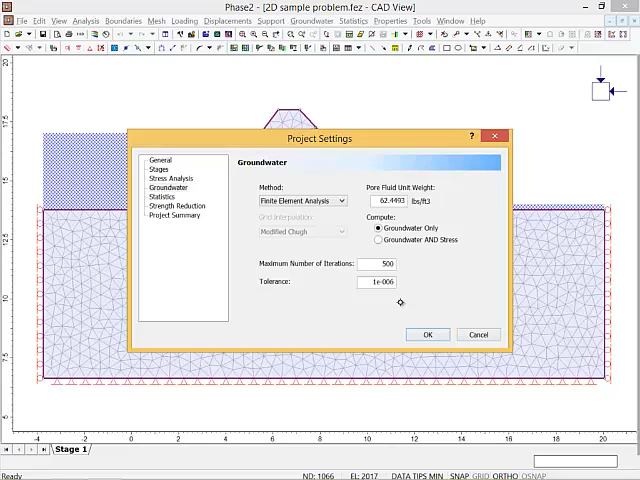 Phase2 - [2D sample problem.fez - CAD View]
File Edit View Analysis Boundaries Mesh Loading Displacements Support Groundwater Statistics Properties Tools Window Help
20
17.5
15
12.5
10
7.5
5
Project Settings
?
General
Stages
Stress Analysis
Groundwater
Statistics
Strength Reduction
Project Summary
Groundwater
Method:
Finite Element Analysis
Grid Interpolation:
Modified Chugh
Pore Fluid Unit Weight:
62.4493 lbs/ft3
Compute:
Groundwater Only
Groundwater AND Stress
Maximum Number of Iterations: 500
Tolerance: 1e-006
OK Cancel
-4 -2 0 2 4 6 8 10 12 14 16 18 20
Stage 1
Ready ND: 1066 EL: 2017 DATA TIPS MIN SNAP GRID ORTHO OSNAP